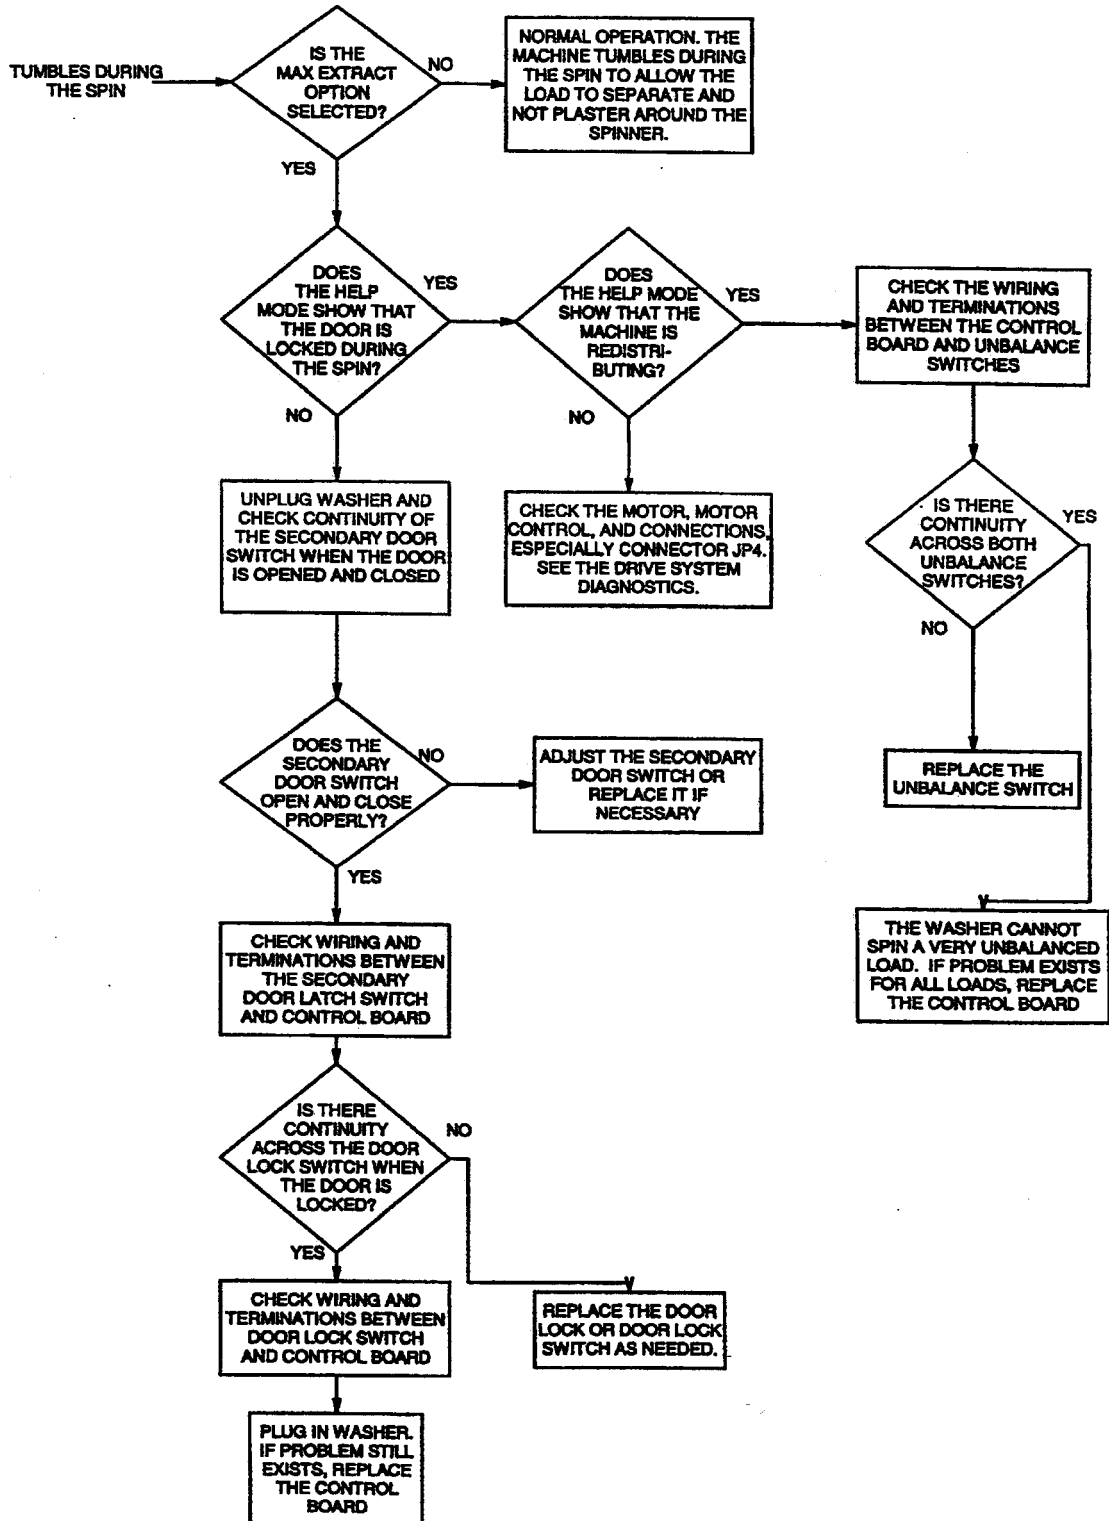 TUMBLES DURING
THE SPIN
IS THE
MAX EXTRACT
OPTION
SELECTED?
NO
NORMAL OPERATION. THE
MACHINE TUMBLES DURING
THE SPIN TO ALLOW THE
LOAD TO SEPARATE AND
NOT PLASTER AROUND THE
SPINNER.
YES
DOES
THE HELP
MODE SHOW THAT
THE DOOR IS
LOCKED DURING
THE SPIN?
YES
DOES
THE HELP MODE
SHOW THAT THE
MACHINE IS
REDISTRI-
BUTING?
YES
CHECK THE WIRING
AND TERMINATIONS
BETWEEN THE CONTROL
BOARD AND UNBALANCE
SWITCHES
NO
NO
UNPLUG WASHER AND
CHECK CONTINUITY OF
THE SECONDARY DOOR
SWITCH WHEN THE DOOR
IS OPENED AND CLOSED
CHECK THE MOTOR, MOTOR
CONTROL, AND CONNECTIONS,
ESPECIALLY CONNECTOR JP4.
SEE THE DRIVE SYSTEM
DIAGNOSTICS.
IS THERE
CONTINUITY
ACROSS BOTH
UNBALANCE
SWITCHES?
YES
NO
REPLACE THE
UNBALANCE SWITCH
DOES THE
SECONDARY
DOOR SWITCH
OPEN AND CLOSE
PROPERLY?
NO
ADJUST THE SECONDARY
DOOR SWITCH OR
REPLACE IT IF
NECESSARY
YES
THE WASHER CANNOT
SPIN A VERY UNBALANCED
LOAD. IF PROBLEM EXISTS
FOR ALL LOADS, REPLACE
THE CONTROL BOARD
CHECK WIRING AND
TERMINATIONS BETWEEN
THE SECONDARY
DOOR LATCH SWITCH
AND CONTROL BOARD
IS THERE
CONTINUITY
ACROSS THE DOOR
LOCK SWITCH WHEN
THE DOOR IS
LOCKED?
NO
YES
CHECK WIRING AND
TERMINATIONS BETWEEN
DOOR LOCK SWITCH
AND CONTROL BOARD
REPLACE THE DOOR
LOCK OR DOOR LOCK
SWITCH AS NEEDED.
PLUG IN WASHER.
IF PROBLEM STILL
EXISTS, REPLACE
THE CONTROL
BOARD